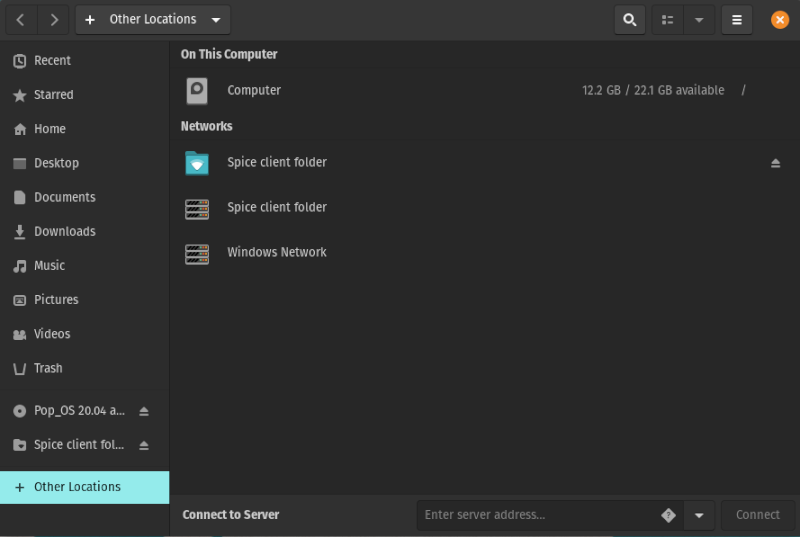 Other Locations
Recent
Starred
Home
Desktop
Documents
Downloads
Music
Pictures
Videos
Trash
Pop_OS 20.04 a...
Spice client fol...
Other Locations
On This Computer
Computer
12.2 GB / 22.1 GB available /
Networks
Spice client folder
Spice client folder
Windows Network
Connect to Server
Enter server address...
Connect